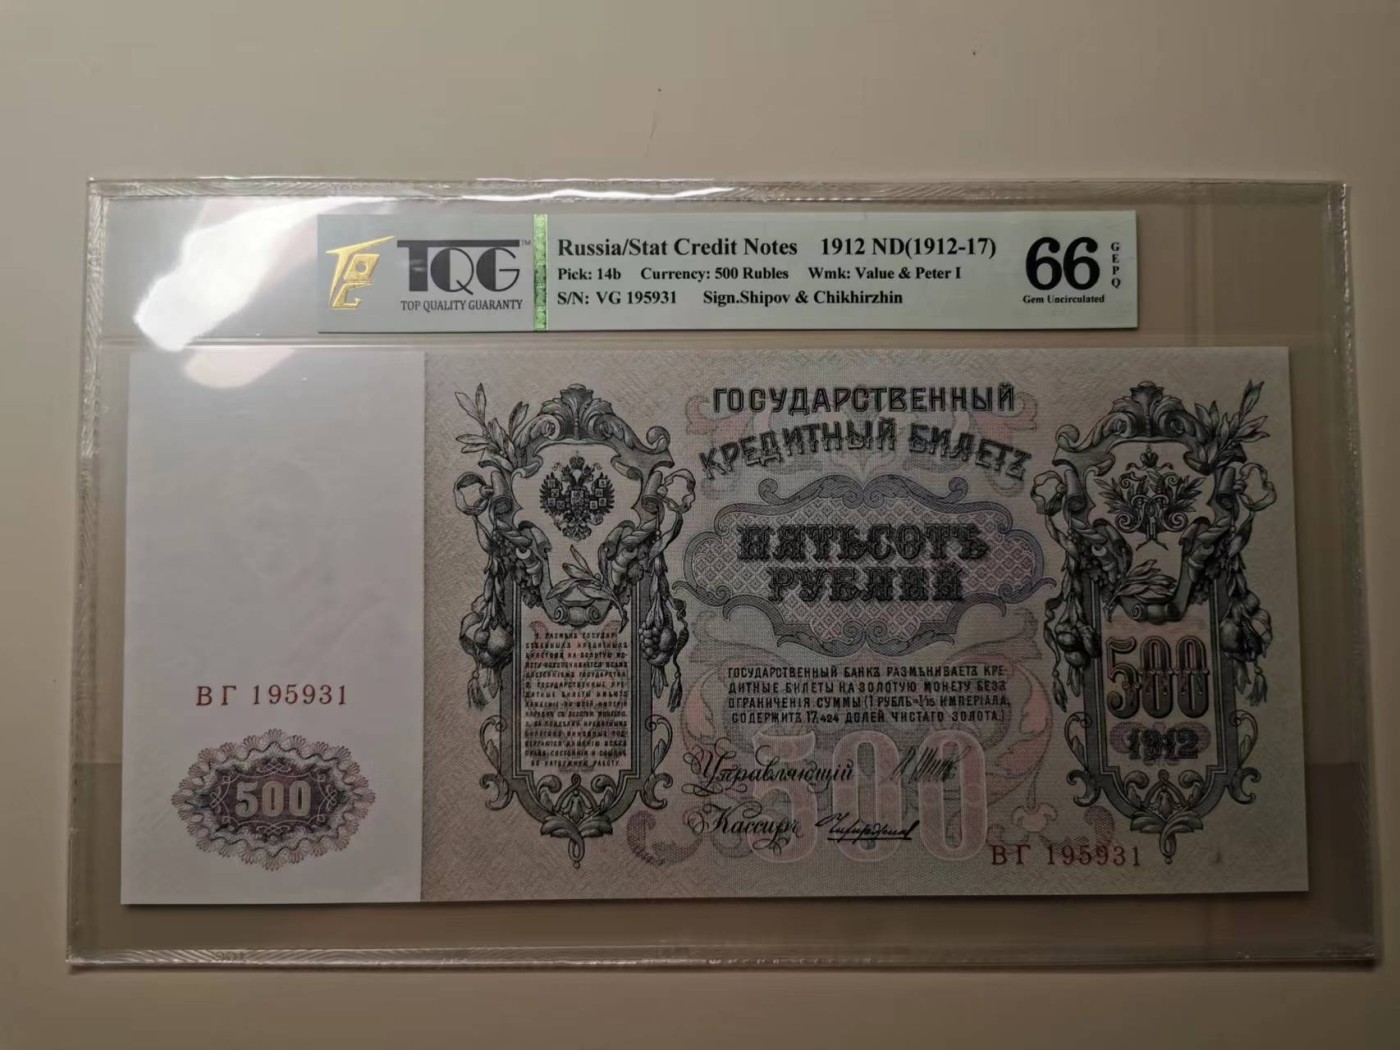 TQG™
TOP QUALITY GUARANTY
Russia/Stat Credit Notes 1912 ND(1912-17)
Pick: 14b Currency: 500 Rubles Wmk: Value & Peter I
S/N: VG 195931 Sign.Shipov & Chikhirzhin
66
GEPQ
Gem Uncirculated
ГОСУДАРСТВЕННЫЙ
КРЕДИТНЫЙ БИЛЕТЪ
ПЯТЬСОТЪ
РУБЛЕЙ
ГОСУДАРСТВЕННЫЙ БАНКЪ РАЗМѢНИВАЕТЪ КРЕ-
ДИТНЫЕ БИЛЕТЫ НА ЗОЛОТУЮ МОНЕТУ БЕЗЪ
ОГРАНИЧЕНІЯ СУММЫ (1 РУБЛЬ=1/15 ИМПЕРІАЛА,
СОДЕРЖИТЪ 17,424 ДОЛЕЙ ЧИСТАГО ЗОЛОТА.)
Управляющій
Кассиръ
500
500
1912
ВГ 195931
500
ВГ 195931